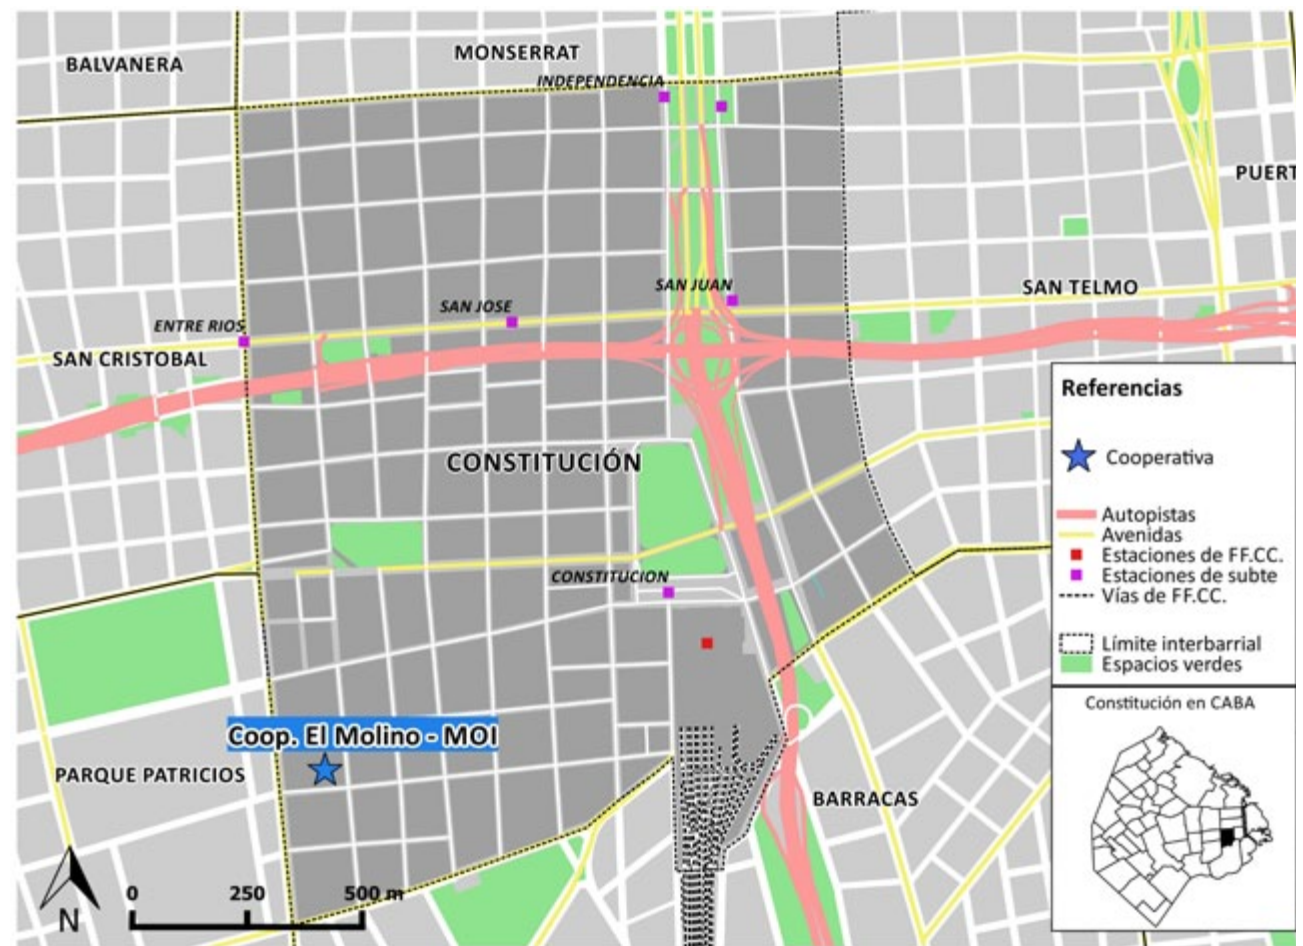 BALVANERA
MONSERRAT
INDEPENDENCIA
PUERT
SAN JUAN
SAN TELMO
SAN JOSE
ENTRE RIOS
SAN CRISTOBAL
CONSTITUCIÓN
CONSTITUCION
Coop. El Molino - MOI
PARQUE PATRICIOS
BARRACAS
0 250 500 m
N
Referencias
Cooperativa
Autopistas
Avenidas
Estaciones de FF.CC.
Estaciones de subte
Vías de FF.CC.
Límite interbarrial
Espacios verdes
Constitución en CABA